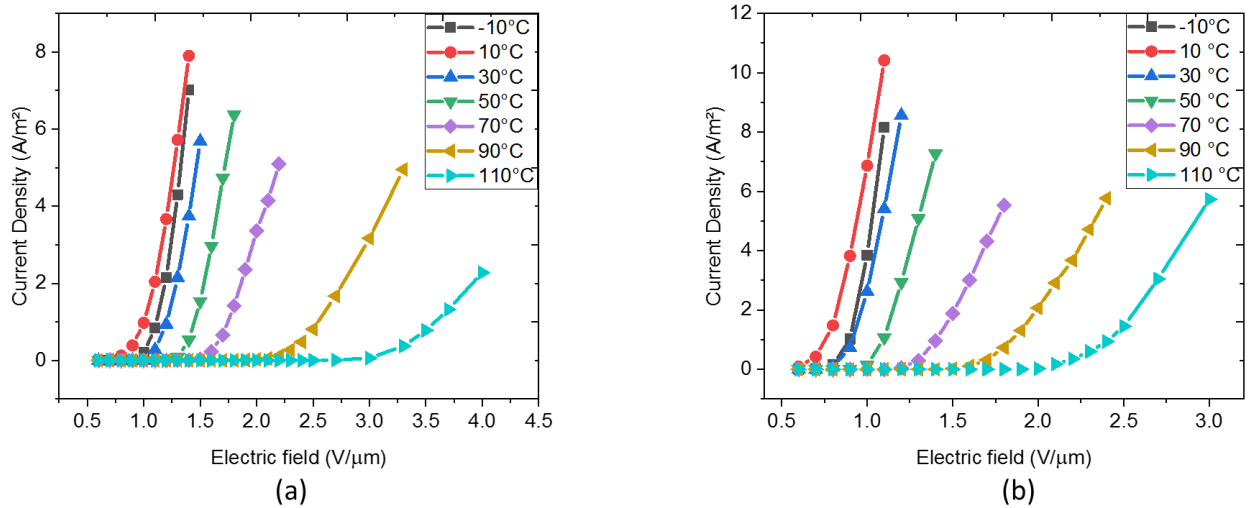 Current Density (A/m²)
8
6
4
2
0
-10°C
10°C
30°C
50°C
70°C
90°C
110°C
0.5 1.0 1.5 2.0 2.5 3.0 3.5 4.0 4.5
Electric field (V/μm)
(a)
Current Density (A/m²)
12
10
8
6
4
2
0
-10°C
10 °C
30 °C
50 °C
70 °C
90 °C
110 °C
0.5 1.0 1.5 2.0 2.5 3.0
Electric field (V/μm)
(b)